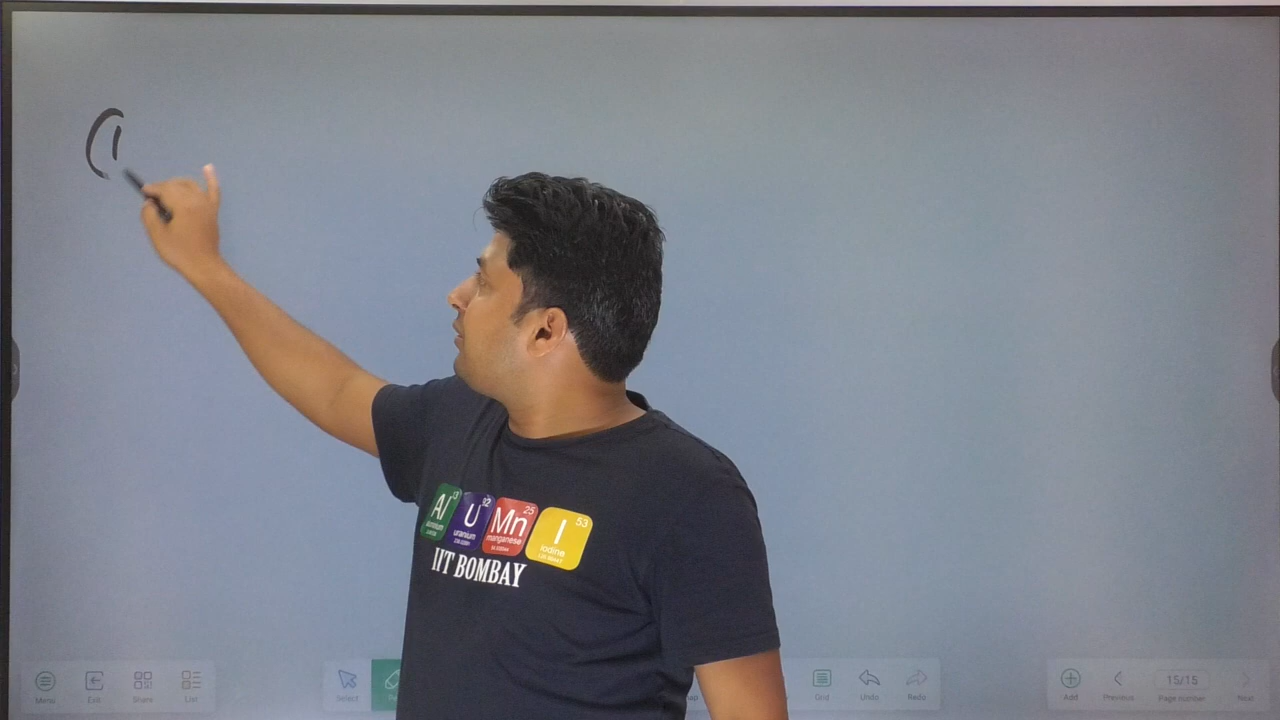 (1
13 92 25 53
Al U Mn I
aluminium uranium manganese iodine
IIT BOMBAY
Menu Exit Share List Select Grid Undo Redo Add Previous 15/15 Page number Next